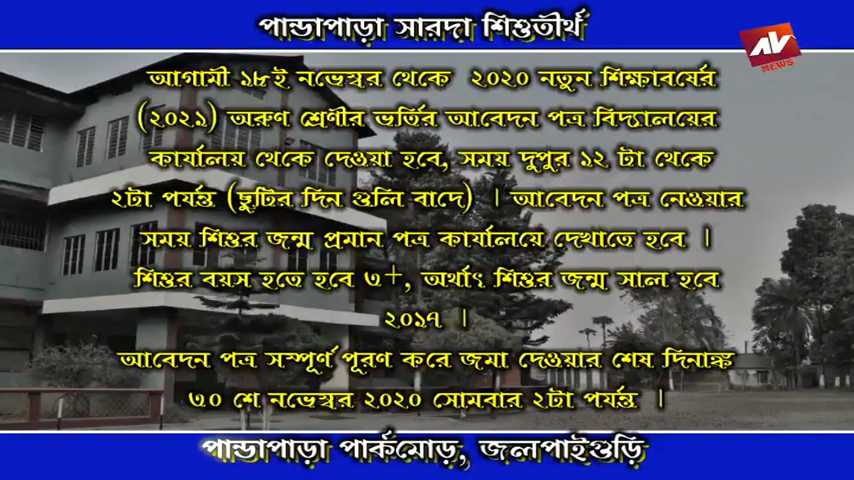 পান্ডাপাড়া সারদা শিশুতীর্থ
AV
NEWS
আগামী ১৮ই নভেম্বর থেকে ২০২০ নতুন শিক্ষাবর্ষের
(২০২১) অরুণ শ্রেণীর ভর্তির আবেদন পত্র বিদ্যালয়ের
কার্যালয় থেকে দেওয়া হবে, সময় দুপুর ১২ টা থেকে
২টা পর্যন্ত (ছুটির দিন গুলি বাদে) । আবেদন পত্র নেওয়ার
সময় শিশুর জন্ম প্রমান পত্র কার্যালয়ে দেখাতে হবে ।
শিশুর বয়স হতে হবে ৩+, অর্থাৎ শিশুর জন্ম সাল হবে
২০১৭ ।
আবেদন পত্র সম্পূর্ণ পূরণ করে জমা দেওয়ার শেষ দিনাঙ্ক
৩০ শে নভেম্বর ২০২০ সোমবার ২টা পর্যন্ত ।
পান্ডাপাড়া পার্কমোড়, জলপাইগুড়ি